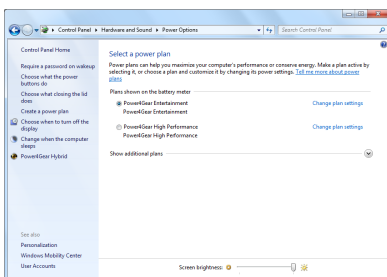 Control Panel
Hardware and Sound
Power Options
Search Control Panel
Control Panel Home
Require a password on wakeup
Choose what the power
buttons do
Choose what closing the lid
does
Create a power plan
Choose when to turn off the
display
Change when the computer
sleeps
Power4Gear Hybrid
See also
Personalization
Windows Mobility Center
User Accounts
Select a power plan
Power plans can help you maximize your computer's performance or conserve energy. Make a plan active by
selecting it, or choose a plan and customize it by changing its power settings. Tell me more about power
plans
Plans shown on the battery meter
Power4Gear Entertainment
Change plan settings
Power4Gear Entertainment
Power4Gear High Performance
Change plan settings
Power4Gear High Performance
Show additional plans
Screen brightness: